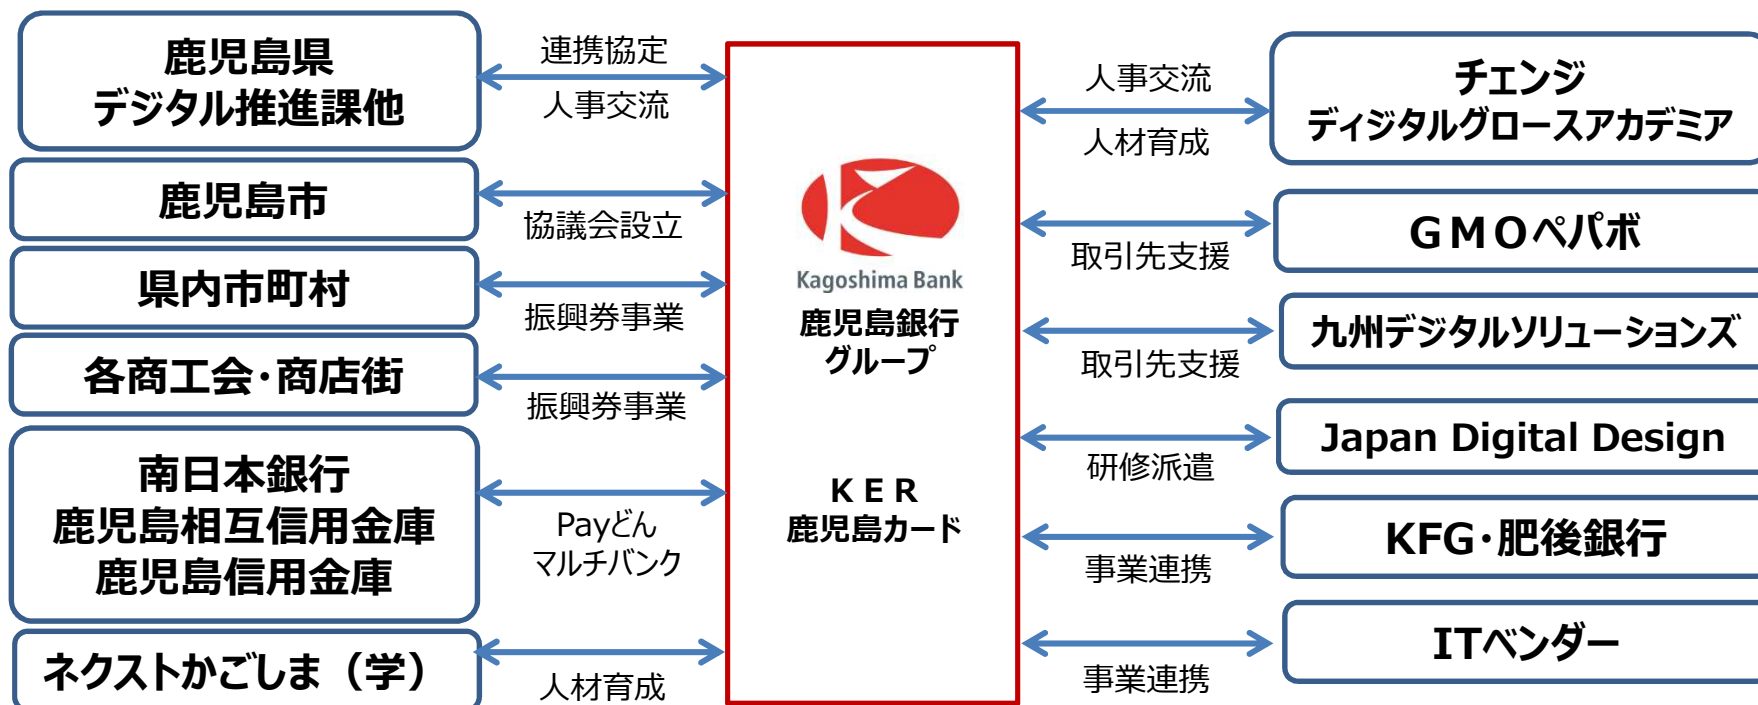 鹿児島県
デジタル推進課他
連携協定
人事交流
鹿児島市
協議会設立
県内市町村
振興券事業
各商工会・商店街
振興券事業
南日本銀行
鹿児島相互信用金庫
鹿児島信用金庫
Payどん
マルチバンク
ネクストかごしま（学）
人材育成
Kagoshima Bank
鹿児島銀行
グループ
ＫＥＲ
鹿児島カード
人事交流
人材育成
チェンジ
ディジタルグロースアカデミア
取引先支援
ＧＭＯペパボ
取引先支援
九州デジタルソリューションズ
研修派遣
Japan Digital Design
事業連携
KFG・肥後銀行
事業連携
ITベンダー